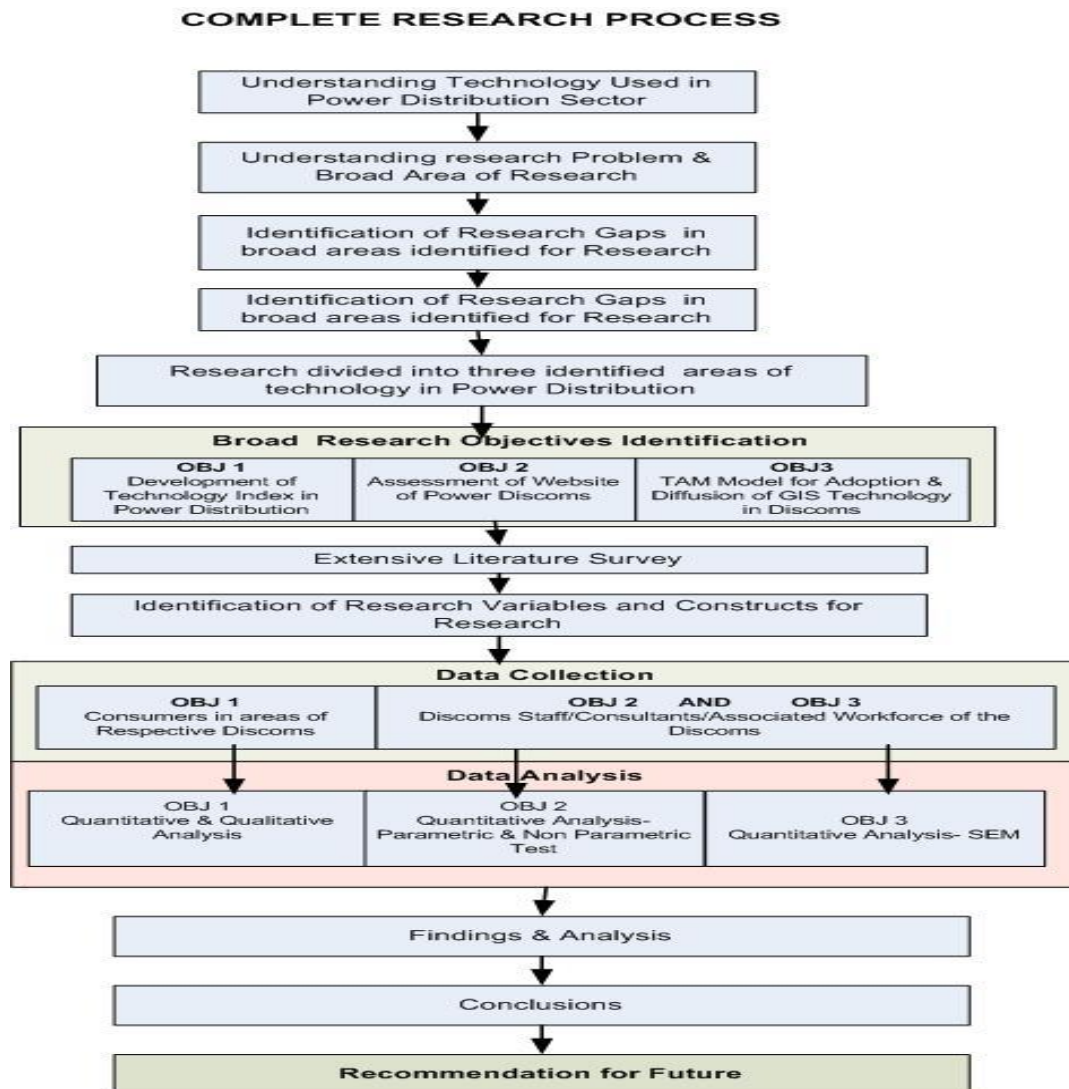 COMPLETE RESEARCH PROCESS
Understanding Technology Used in
Power Distribution Sector
Understanding research Problem &
Broad Area of Research
Identification of Research Gaps in
broad areas identified for Research
Identification of Research Gaps in
broad areas identified for Research
Research divided into three identified areas of
technology in Power Distribution
Broad Research Objectives Identification
OBJ 1
Development of
Technology Index in
Power Distribution
OBJ 2
Assessment of Website
of Power Discoms
OBJ3
TAM Model for Adoption &
Diffusion of GIS Technology
in Discoms
Extensive Literature Survey
Identification of Research Variables and Constructs for
Research
Data Collection
OBJ 1
Consumers in areas of
Respective Discoms
OBJ 2 AND OBJ 3
Discoms Staff/Consultants/Associated Workforce of the
Discoms
Data Analysis
OBJ 1
Quantitative & Qualitative
Analysis
OBJ 2
Quantitative Analysis-
Parametric & Non Parametric
Test
OBJ 3
Quantitative Analysis- SEM
Findings & Analysis
Conclusions
Recommendation for Future